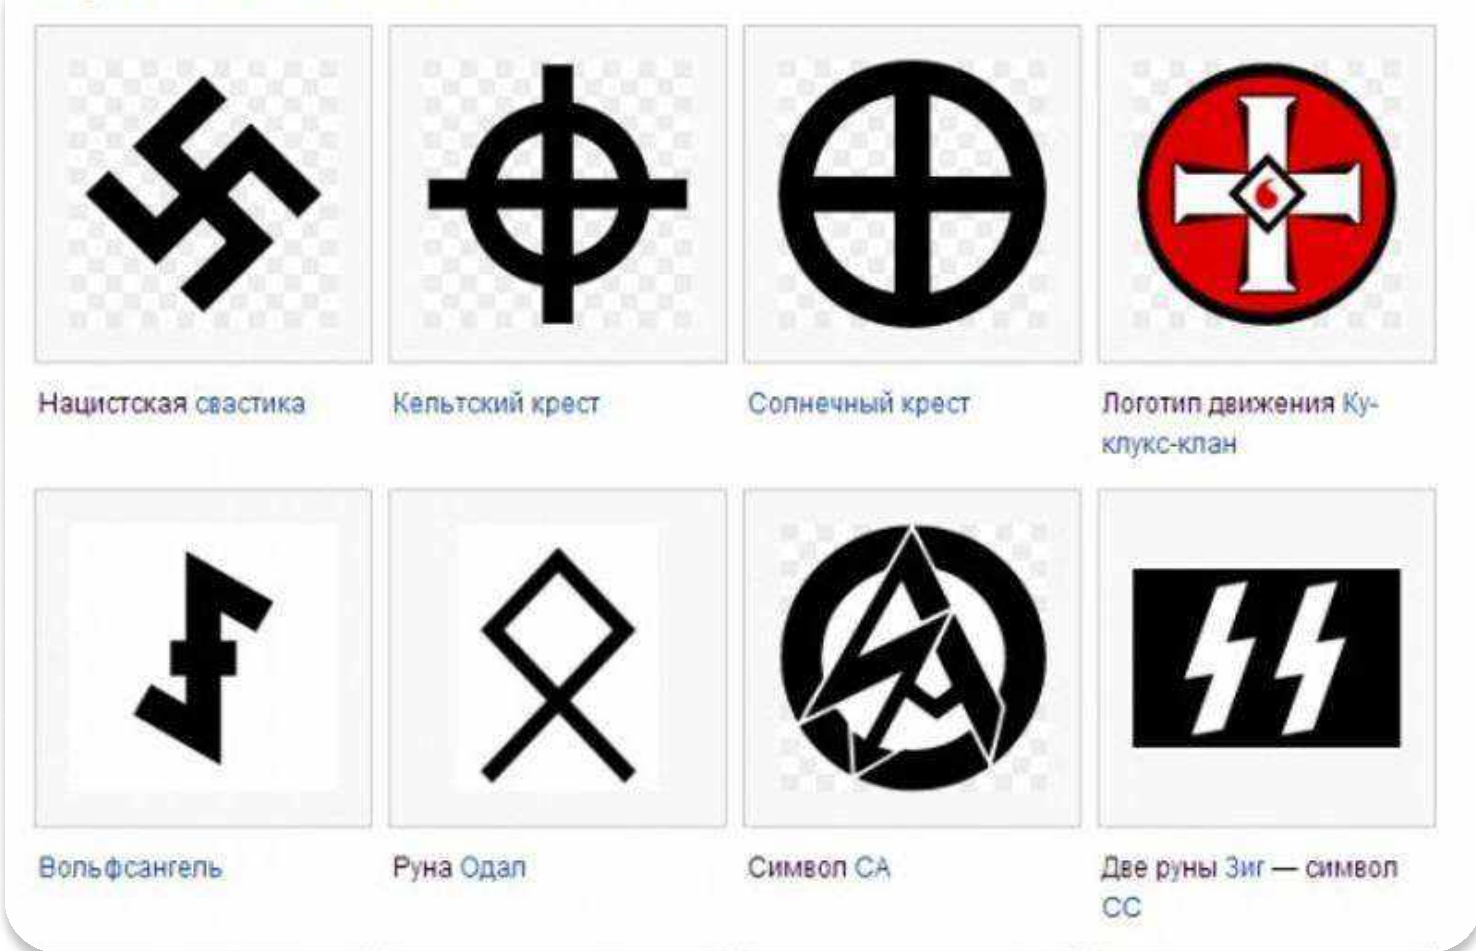 Нацистская свастика
Кельтский крест
Солнечный крест
Логотип движения Ку-
клукс-клан
Вольфсангель
Руна Одал
Символ СА
Две руны Зиг — символ
СС